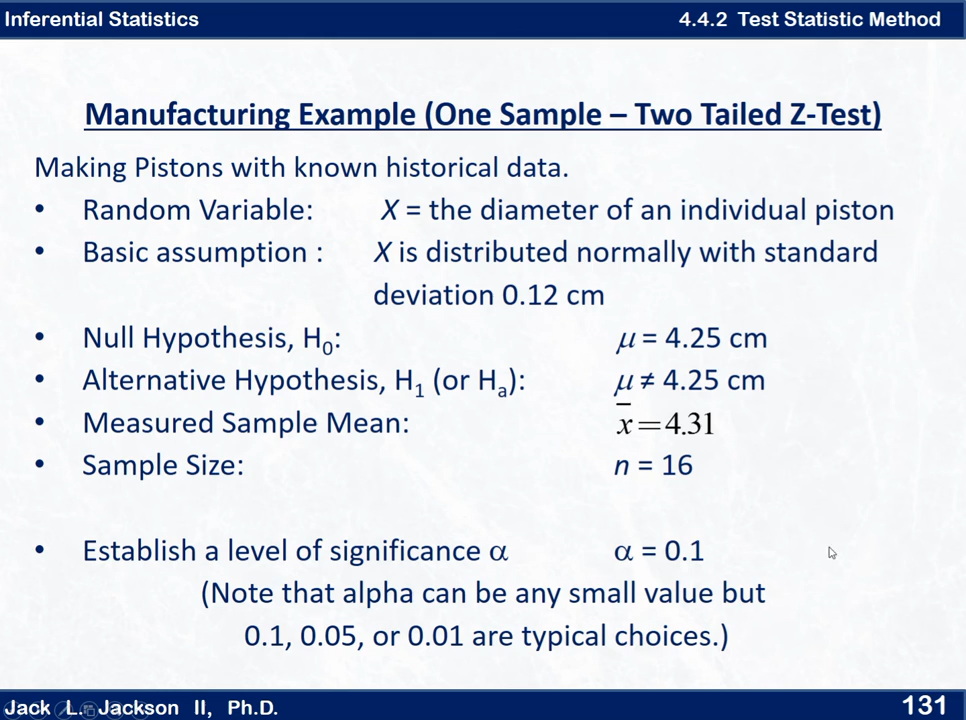 Inferential Statistics 4.4.2 Test Statistic Method
Manufacturing Example (One Sample – Two Tailed Z-Test)
Making Pistons with known historical data.
• Random Variable: X = the diameter of an individual piston
• Basic assumption : X is distributed normally with standard
deviation 0.12 cm
• Null Hypothesis, H₀: μ = 4.25 cm
• Alternative Hypothesis, H₁ (or Hₐ): μ ≠ 4.25 cm
• Measured Sample Mean: x̄ = 4.31
• Sample Size: n = 16
• Establish a level of significance α α = 0.1
(Note that alpha can be any small value but
0.1, 0.05, or 0.01 are typical choices.)
Jack L. Jackson II, Ph.D. 131